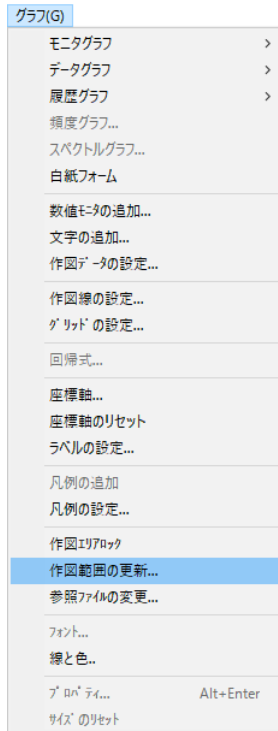 グラフ(G)
モニタグラフ >
データグラフ >
履歴グラフ >
頻度グラフ...
スペクトルグラフ...
白紙フォーム
数値ﾓﾆﾀの追加...
文字の追加...
作図ﾃﾞｰﾀの設定...
作図線の設定...
ｸﾞﾘｯﾄﾞの設定...
回帰式...
座標軸...
座標軸のリセット
ラベルの設定...
凡例の追加
凡例の設定...
作図ｴﾘｱﾛｯｸ
作図範囲の更新...
参照ﾌｧｲﾙの変更...
ﾌｫﾝﾄ...
線と色..
ﾌﾟﾛﾊﾟﾃｨ... Alt+Enter
ｻｲｽﾞのﾘｾｯﾄ